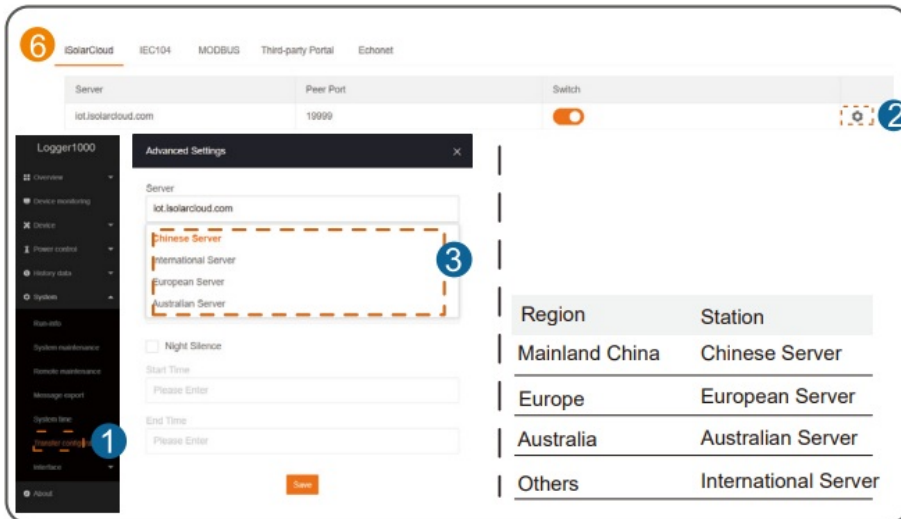 6
iSolarCloud IEC104 MODBUS Third-party Portal Echonet
Server Peer Port Switch
iot.isolarcloud.com 19999
2
Logger1000
Overview
Device monitoring
Device
Power control
History data
System
Run-info
System maintenance
Remote maintenance
Message export
System time
Transfer config
1
Interface
About
Advanced Settings
Server
iot.isolarcloud.com
Chinese Server
International Server
European Server
Australian Server
3
Night Silence
Start Time
Please Enter
End Time
Please Enter
Save
Region Station
Mainland China Chinese Server
Europe European Server
Australia Australian Server
Others International Server